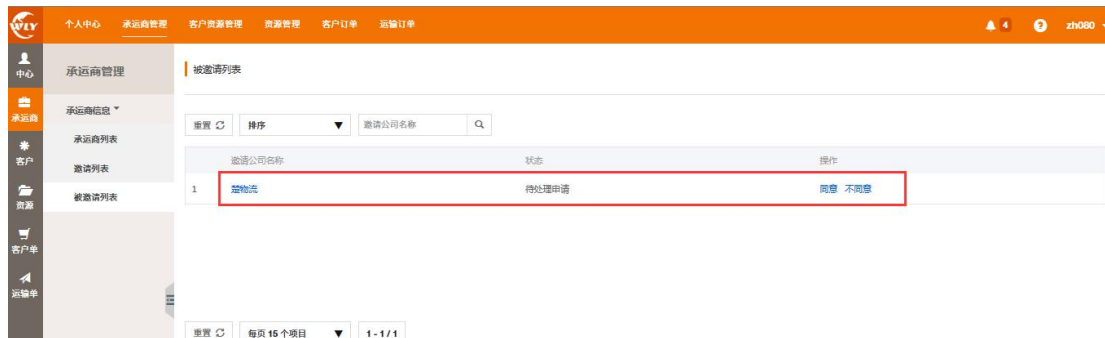 WLY 个人中心 承运商管理 客户资源管理 资源管理 客户订单 运输订单 4 ? zh080
中心
承运商
客户
资源
客户单
运输单
承运商管理
承运商信息
承运商列表
邀请列表
被邀请列表
被邀请列表
重置 排序 邀请公司名称
邀请公司名称 状态 操作
1 楚物流 待处理申请 同意 不同意
重置 每页 15 个项目 1 - 1 / 1